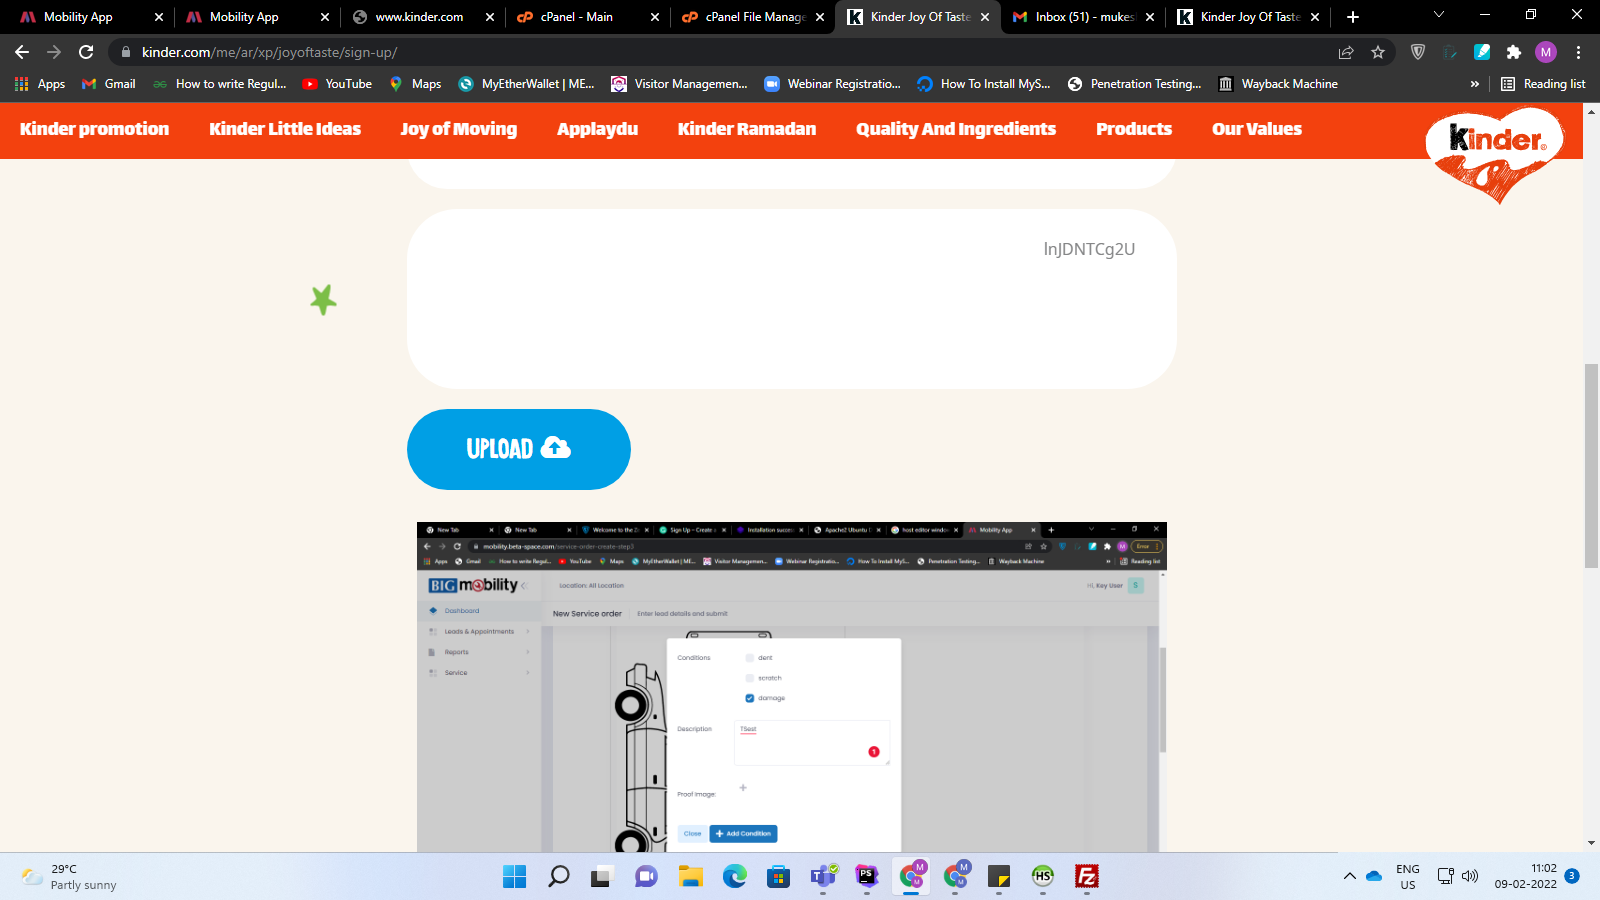 Mobility App
Mobility App
www.kinder.com
cPanel - Main
cPanel File Manage
Kinder Joy Of Taste
Inbox (51) - mukes
Kinder Joy Of Taste
kinder.com/me/ar/xp/joyoftaste/sign-up/
M
Apps
Gmail
How to write Regul...
YouTube
Maps
MyEtherWallet | ME...
Visitor Managemen...
Webinar Registratio...
How To Install MyS...
Penetration Testing...
Wayback Machine
»
Reading list
Kinder promotion
Kinder Little Ideas
Joy of Moving
Applaydu
Kinder Ramadan
Quality And Ingredients
Products
Our Values
Kinder
lnJDNTCg2U
UPLOAD
New Tab
New Tab
Welcome to the Z
Sign Up - Create
Installation succes
Apache2 Ubuntu
host editor window
Mobility App
mobility.beta-space.com/service-order-create-step3
Error
Apps
Gmail
How to write Regul...
YouTube
Maps
MyEtherWallet | ME...
Visitor Managemen...
Webinar Registratio...
How To Install MyS...
Penetration Testing...
Wayback Machine
Reading list
BIG mobility
Location: All Location
Hi, Key User
S
Dashboard
New Service order
Enter lead details and submit
Leads & Appointments
Reports
Service
Conditions
dent
scratch
damage
Description
TSest
1
Proof Image:
Close
Add Condition
29°C
Partly sunny
ENG
US
11:02
09-02-2022
3